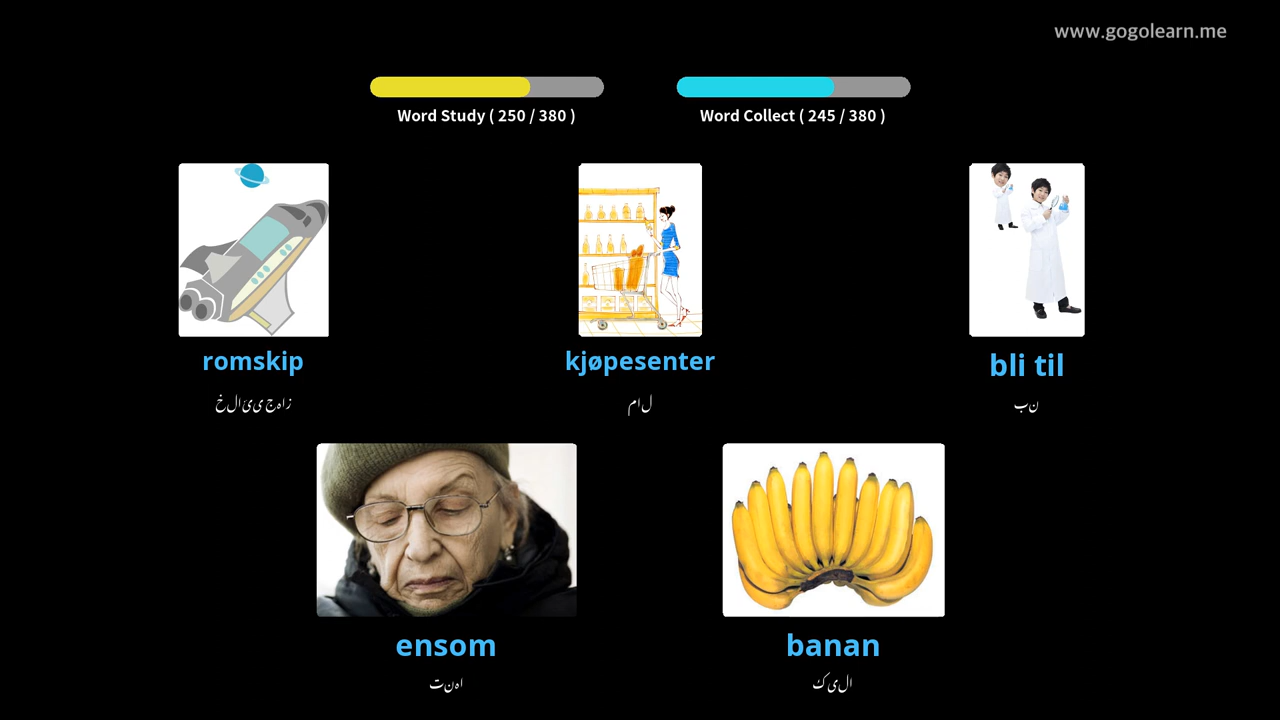 www.gogolearn.me
Word Study ( 250 / 380 )
Word Collect ( 245 / 380 )
romskip
kjøpesenter
bli til
زاہج یئالخ
لام
نب
ensom
banan
اہنت
الیک